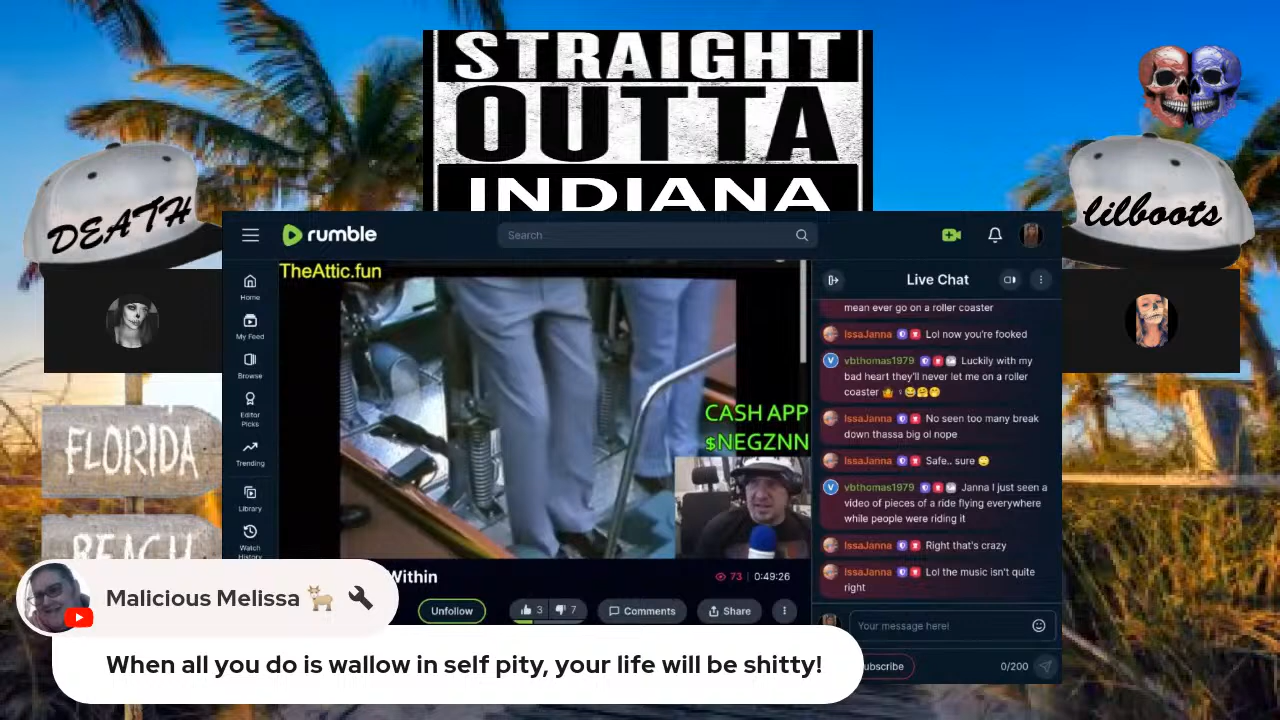 STRAIGHT
OUTTA
INDIANA
DEATH
lilboots
rumble
Search
TheAttic.fun
Live Chat
Home
My Feed
Browse
Editor
Picks
Trending
Library
Watch
History
mean ever go on a roller coaster
IssaJanna Lol now you're fooked
vbthomas1979 Luckily with my
bad heart they'll never let me on a roller
coaster
IssaJanna No seen too many break
down thassa big ol nope
IssaJanna Safe.. sure
vbthomas1979 Janna I just seen a
video of pieces of a ride flying everywhere
while people were riding it
IssaJanna Right that's crazy
IssaJanna Lol the music isn't quite
right
CASH APP
$NEGZNN
FLORIDA
BEACH
Within
73 0:49:26
Unfollow
3 7
Comments
Share
Your message here!
ubscribe
0/200
Malicious Melissa
When all you do is wallow in self pity, your life will be shitty!